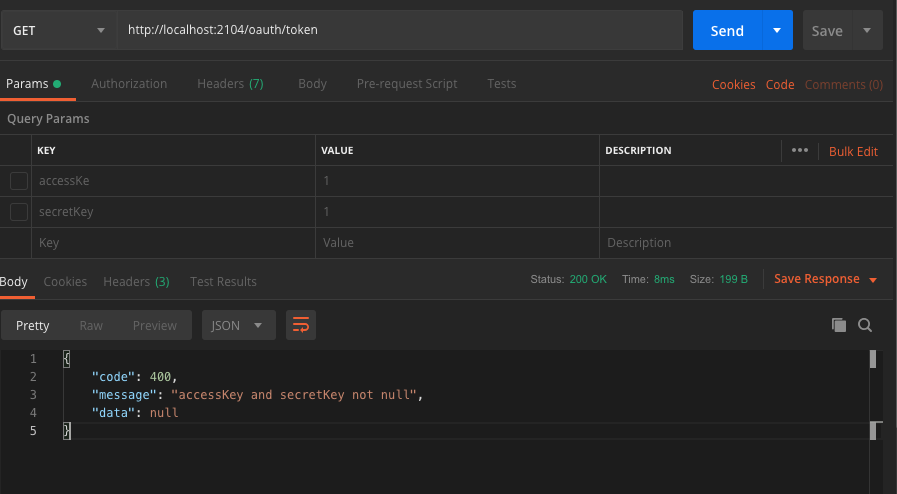 GET http://localhost:2104/oauth/token Send Save
Params Authorization Headers (7) Body Pre-request Script Tests Cookies Code Comments (0)
Query Params
KEY VALUE DESCRIPTION ••• Bulk Edit
accessKe 1
secretKey 1
Key Value Description
Body Cookies Headers (3) Test Results Status: 200 OK Time: 8ms Size: 199 B Save Response
Pretty Raw Preview JSON
1 {
2 "code": 400,
3 "message": "accessKey and secretKey not null",
4 "data": null
5 }